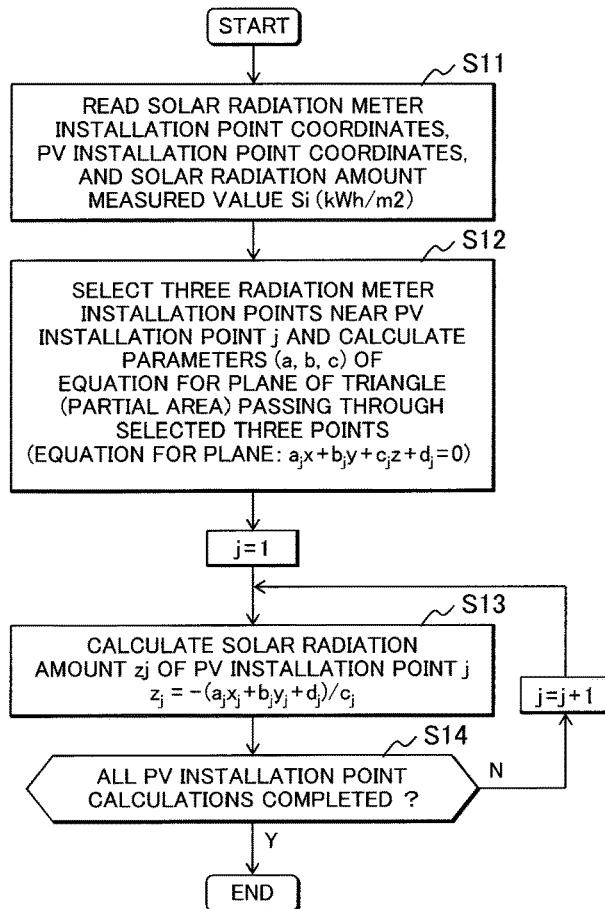 START
S11
READ SOLAR RADIATION METER
INSTALLATION POINT COORDINATES,
PV INSTALLATION POINT COORDINATES,
AND SOLAR RADIATION AMOUNT
MEASURED VALUE Si (kWh/m2)
S12
SELECT THREE RADIATION METER
INSTALLATION POINTS NEAR PV
INSTALLATION POINT j AND CALCULATE
PARAMETERS (a, b, c) OF
EQUATION FOR PLANE OF TRIANGLE
(PARTIAL AREA) PASSING THROUGH
SELECTED THREE POINTS
(EQUATION FOR PLANE: aⱼx+bⱼy+cⱼz+dⱼ=0)
j=1
S13
CALCULATE SOLAR RADIATION
AMOUNT zj OF PV INSTALLATION POINT j
zⱼ = −(aⱼxⱼ+bⱼyⱼ+dⱼ)/cⱼ
j=j+1
S14
ALL PV INSTALLATION POINT
CALCULATIONS COMPLETED ?
N
Y
END